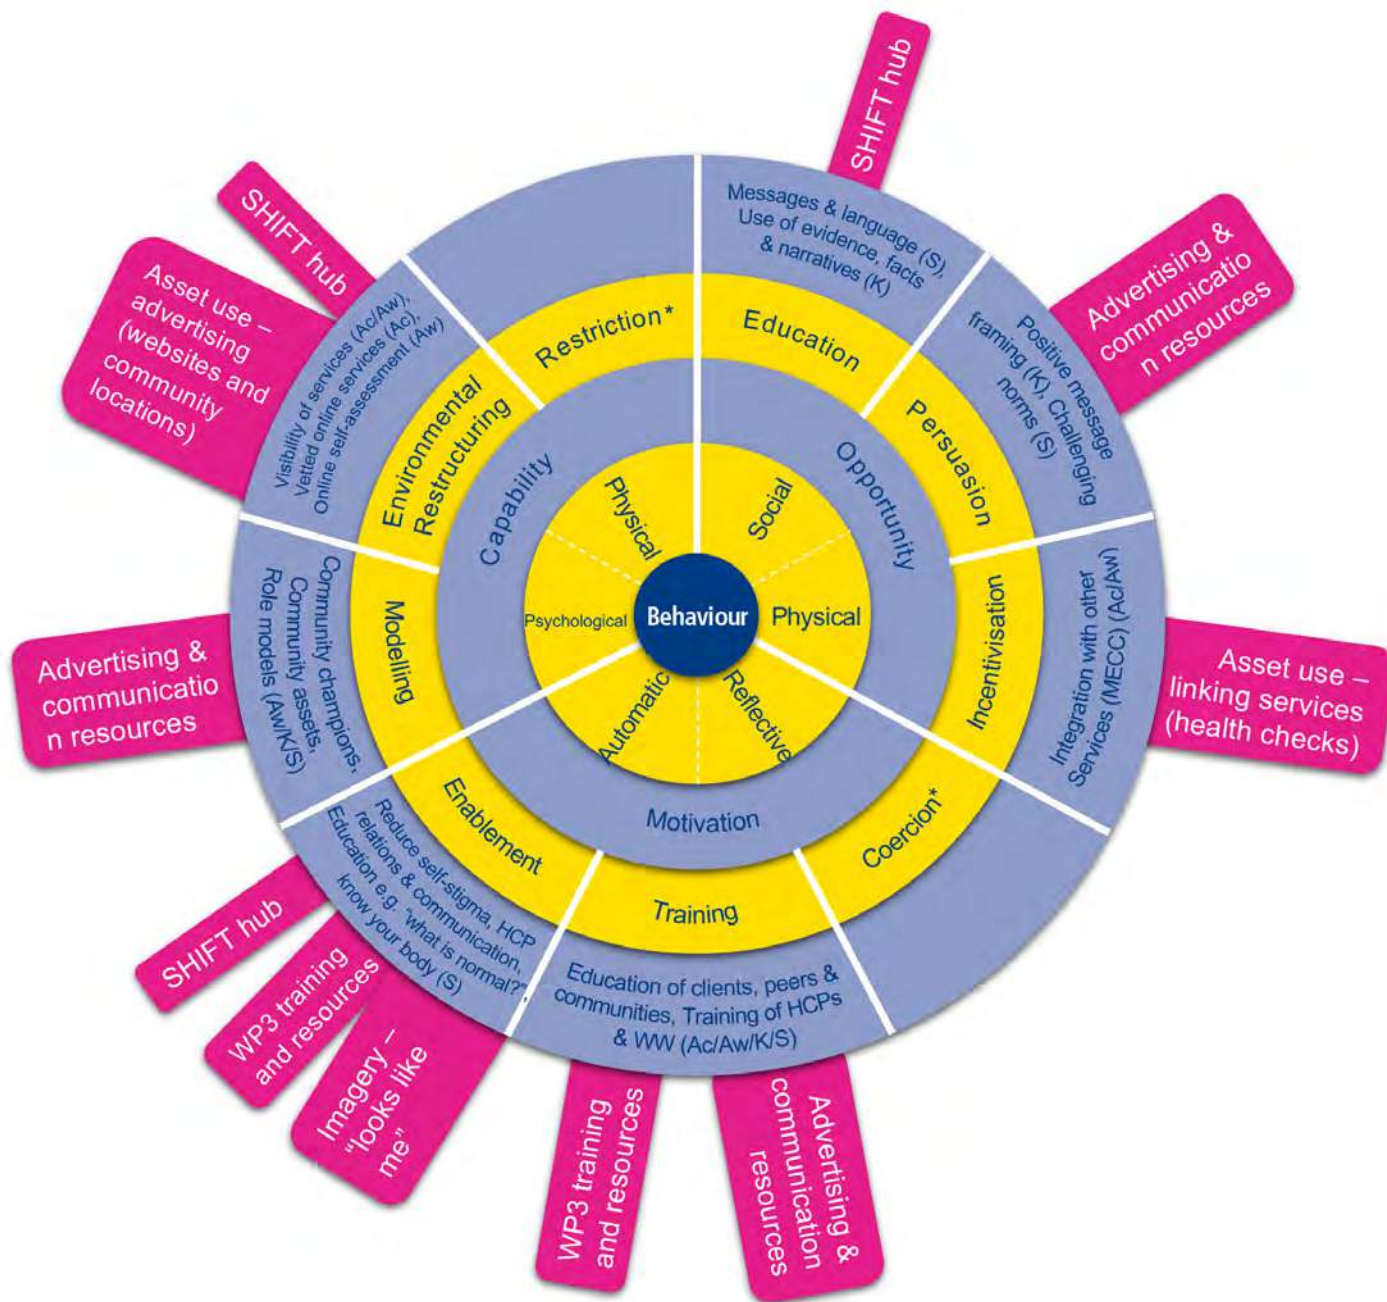 SHIFT hub
Messages & language (S),
Use of evidence, facts
& narratives (K)
Education
Advertising &
communicatio
n resources
Positive message
framing (K), Challenging
norms (S)
Persuasion
Asset use –
linking services
(health checks)
Integration with other
Services (MECC) (Ac/Aw)
Incentivisation
Coercion*
Advertising &
communication
resources
WP3 training
and resources
Education of clients, peers &
communities, Training of HCPs
& WW (Ac/Aw/K/S)
Training
Imagery –
“looks like
me”
WP3 training
and resources
SHIFT hub
Reduce self-stigma, HCP
relations & communication,
Education e.g. “what is normal?”,
know your body (S)
Enablement
Advertising &
communicatio
n resources
Community champions,
Community assets,
Role models (Aw/K/S)
Modelling
Asset use –
advertising
(websites and
community
locations)
SHIFT hub
Visibility of services (Ac/Aw),
Vetted online services (Ac),
Online self-assessment (Aw)
Environmental
Restructuring
Restriction*
Capability
Opportunity
Motivation
Physical
Social
Psychological
Behaviour
Physical
Automatic
Reflective